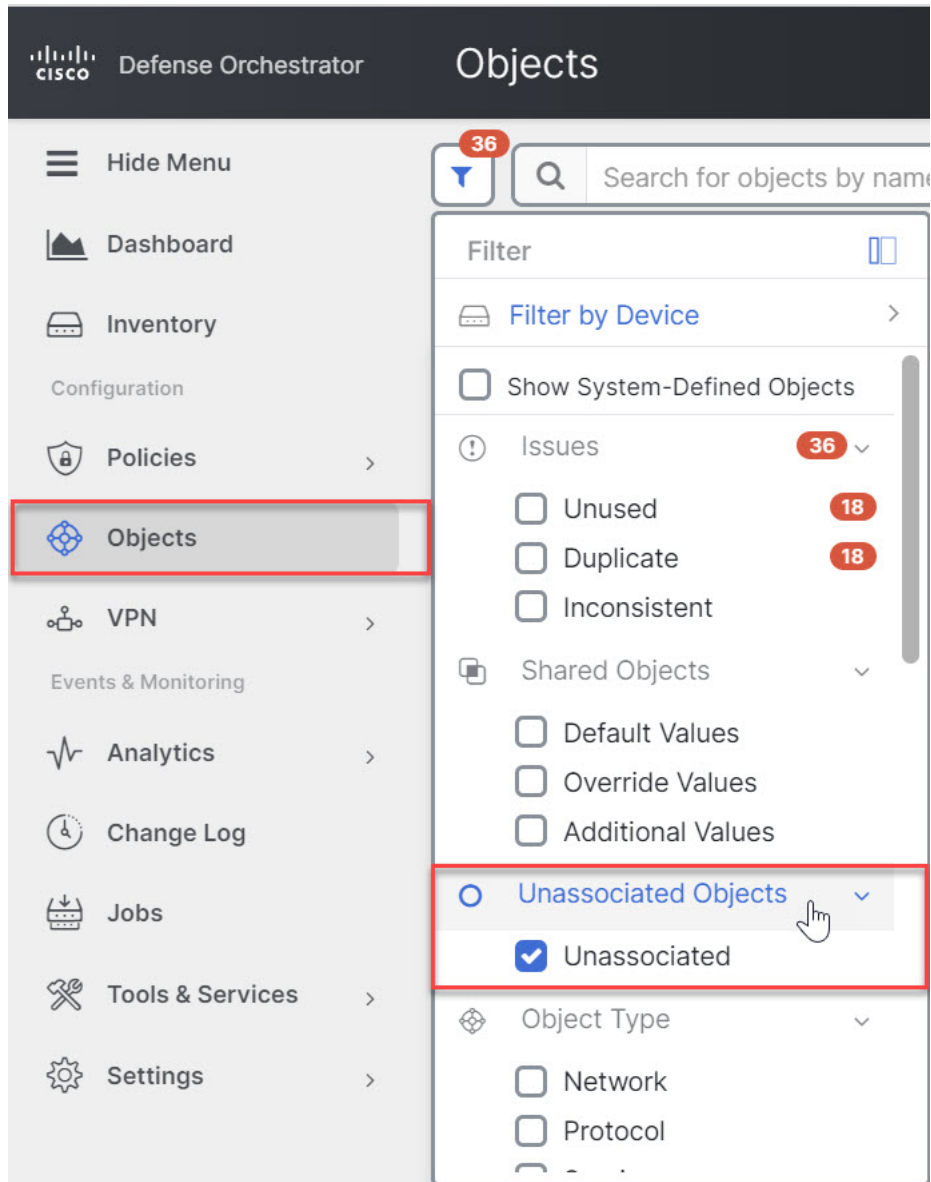 CISCO Defense Orchestrator
Objects
Hide Menu
Dashboard
Inventory
Configuration
Policies
Objects
VPN
Events & Monitoring
Analytics
Change Log
Jobs
Tools & Services
Settings
36
Search for objects by name
Filter
Filter by Device
Show System-Defined Objects
Issues 36
Unused 18
Duplicate 18
Inconsistent
Shared Objects
Default Values
Override Values
Additional Values
Unassociated Objects
Unassociated
Object Type
Network
Protocol